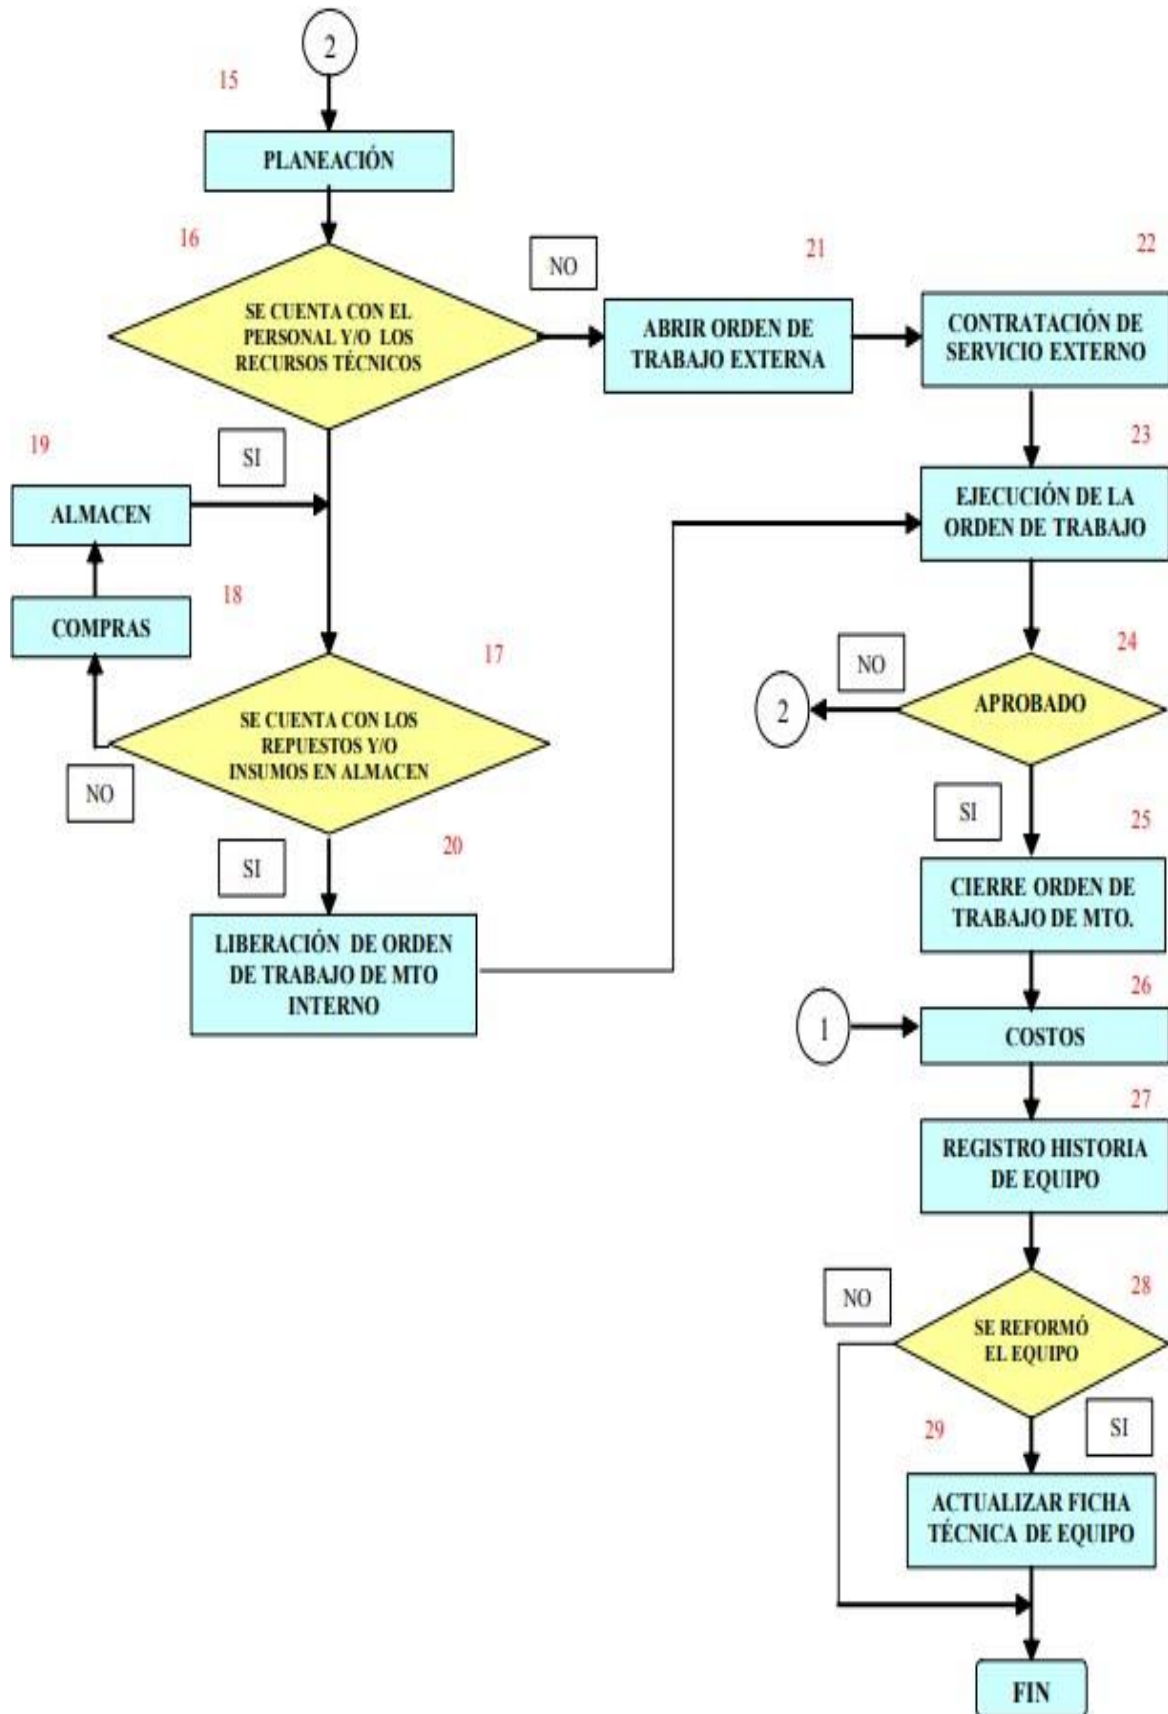 2
15
PLANEACIÓN
16
SE CUENTA CON EL
PERSONAL Y/O LOS
RECURSOS TÉCNICOS
NO
21
ABRIR ORDEN DE
TRABAJO EXTERNA
22
CONTRATACIÓN DE
SERVICIO EXTERNO
SI
19
ALMACEN
18
COMPRAS
17
SE CUENTA CON LOS
REPUESTOS Y/O
INSUMOS EN ALMACEN
NO
SI
20
LIBERACIÓN DE ORDEN
DE TRABAJO DE MTO
INTERNO
23
EJECUCIÓN DE LA
ORDEN DE TRABAJO
24
APROBADO
NO
2
SI
25
CIERRE ORDEN DE
TRABAJO DE MTO.
26
1
COSTOS
27
REGISTRO HISTORIA
DE EQUIPO
28
NO
SE REFORMÓ
EL EQUIPO
SI
29
ACTUALIZAR FICHA
TÉCNICA DE EQUIPO
FIN